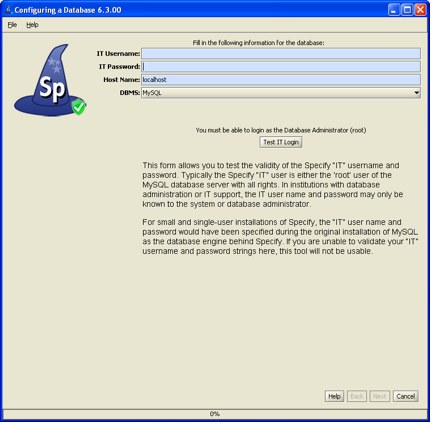 Configuring a Database 6.3.00
File Help
Fill in the following information for the database:
IT Username:
IT Password:
Host Name: localhost
DBMS: MySQL
Sp
You must be able to login as the Database Administrator (root)
Test IT Login
This form allows you to test the validity of the Specify "IT" username and
password. Typically the Specify "IT" user is either the 'root' user of the
MySQL database server with all rights. In institutions with database
administration or IT support, the IT user name and password may only be
known to the system or database administrator.
For small and single-user installations of Specify, the "IT" user name and
password would have been specified during the original installation of MySQL
as the database engine behind Specify. If you are unable to validate your "IT"
username and password strings here, this tool will not be usable.
Help Back Next Cancel
0%